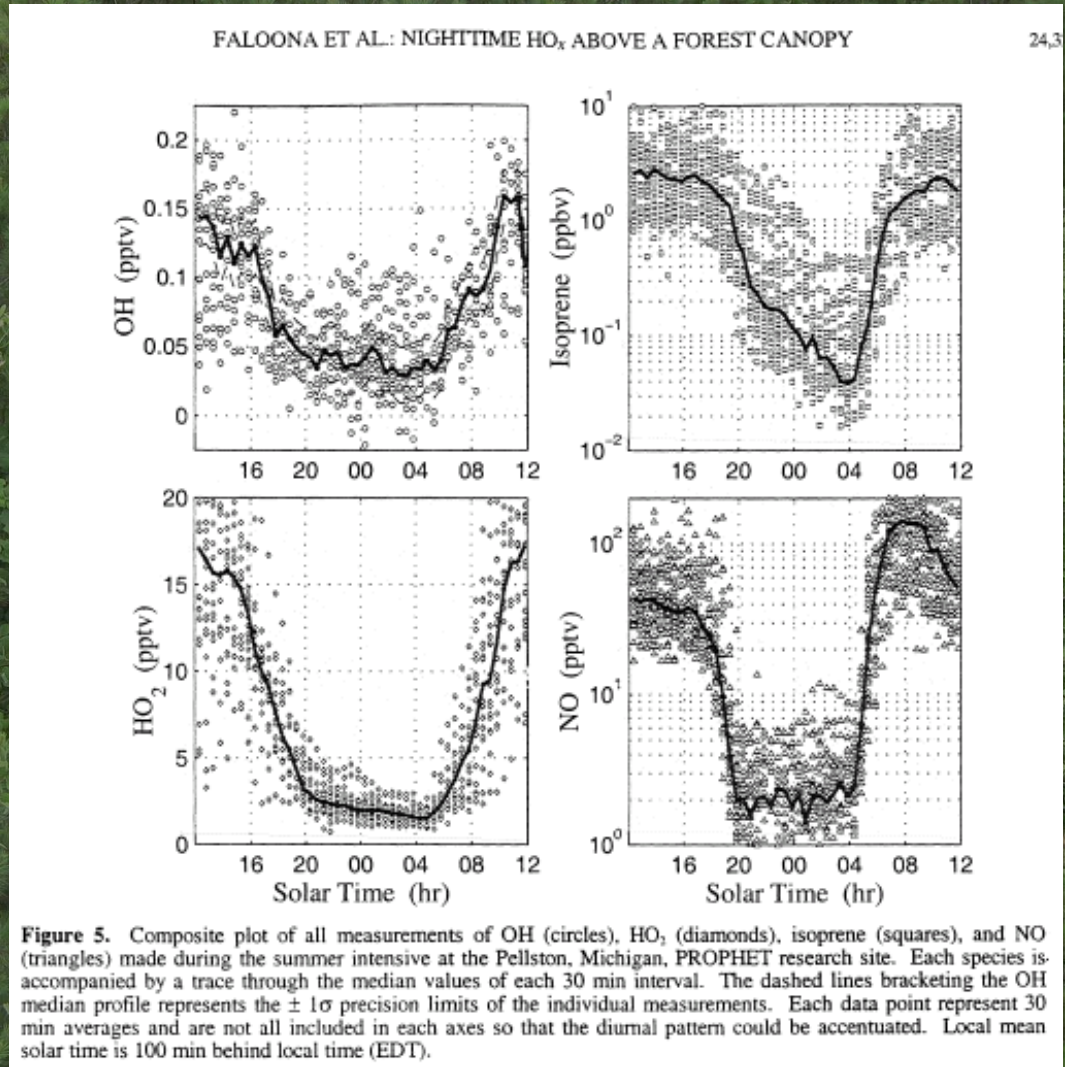 FALOONA ET AL.: NIGHTTIME HOₓ ABOVE A FOREST CANOPY
24,3
OH (pptv)
0.2
0.15
0.1
0.05
0
16 20 00 04 08 12
Isoprene (ppbv)
10¹
10⁰
10⁻¹
10⁻²
16 20 00 04 08 12
HO₂ (pptv)
20
15
10
5
0
16 20 00 04 08 12
Solar Time (hr)
NO (pptv)
10²
10¹
10⁰
16 20 00 04 08 12
Solar Time (hr)
Figure 5. Composite plot of all measurements of OH (circles), HO₂ (diamonds), isoprene (squares), and NO
(triangles) made during the summer intensive at the Pellston, Michigan, PROPHET research site. Each species is
accompanied by a trace through the median values of each 30 min interval. The dashed lines bracketing the OH
median profile represents the ± 1σ precision limits of the individual measurements. Each data point represent 30
min averages and are not all included in each axes so that the diurnal pattern could be accentuated. Local mean
solar time is 100 min behind local time (EDT).